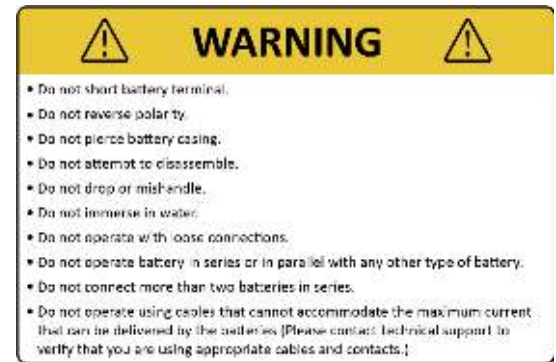 WARNING
• Do not short battery terminal.
• Do not reverse polarity.
• Do not pierce battery casing.
• Do not attempt to disassemble.
• Do not drop or mishandle.
• Do not immerse in water.
• Do not operate with loose connections.
• Do not operate battery in series or in parallel with any other type of battery.
• Do not connect more than two batteries in series.
• Do not operate using cables that cannot accommodate the maximum current
that can be delivered by the batteries (Please contact technical support to
verify that you are using appropriate cables and contacts.)